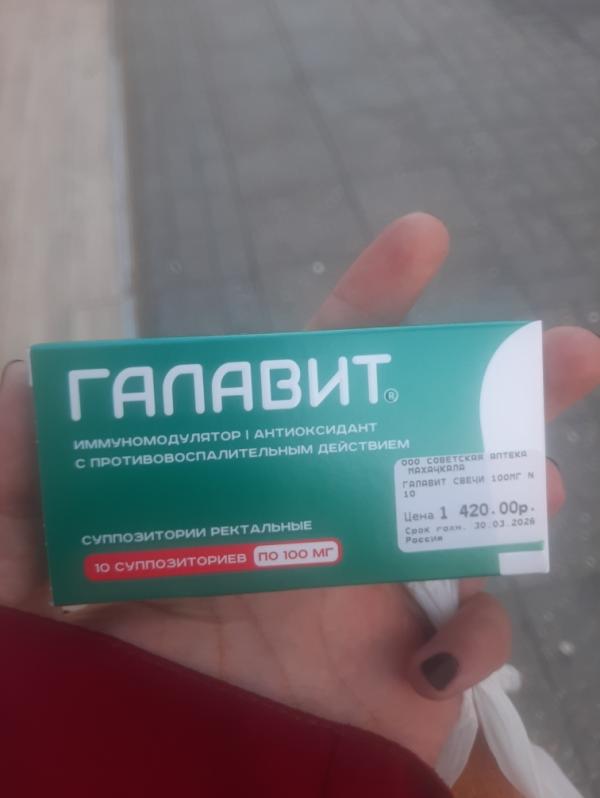 ГАЛАВИТ®
ИММУНОМОДУЛЯТОР | АНТИОКСИДАНТ
С ПРОТИВОВОСПАЛИТЕЛЬНЫМ ДЕЙСТВИЕМ
СУППОЗИТОРИИ РЕКТАЛЬНЫЕ
10 СУППОЗИТОРИЕВ ПО 100 МГ
ООО СОВЕТСКАЯ АПТЕКА
МАХАЧКАЛА
ГАЛАВИТ СВЕЧИ 100МГ N
10
Цена 1 420.00р.
Срок годн. 30.03.2026
Россия